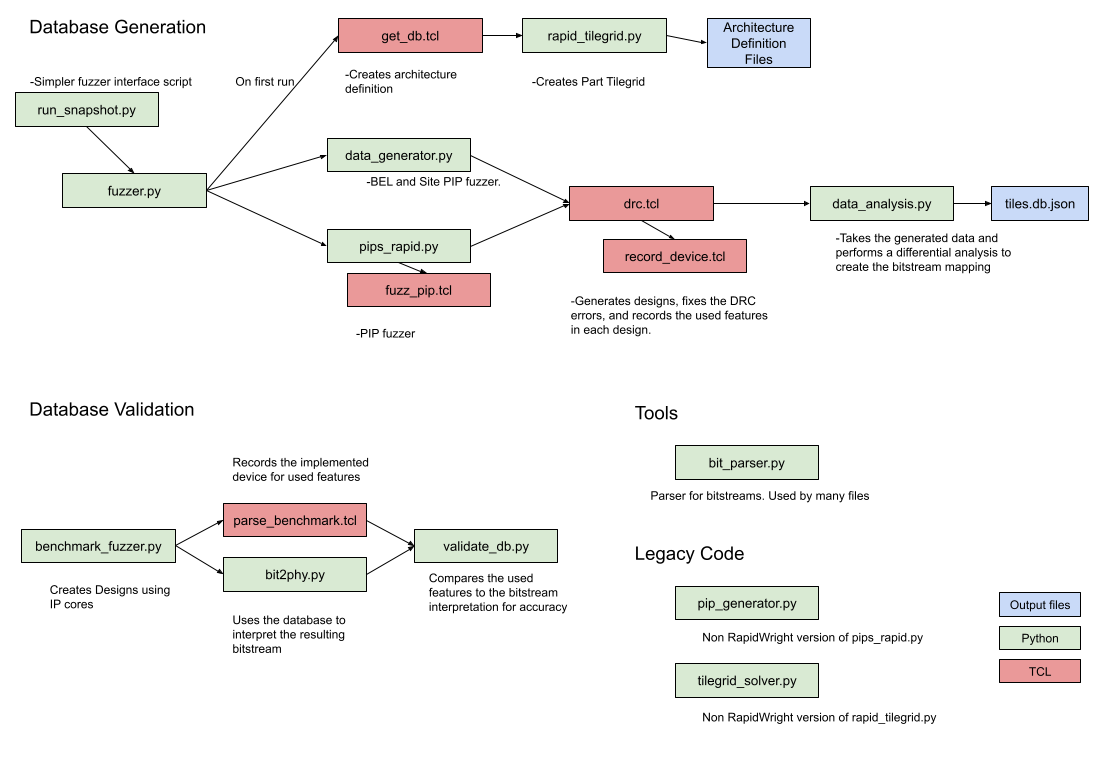 Database Generation
get_db.tcl
rapid_tilegrid.py
Architecture
Definition
Files
-Simpler fuzzer interface script
On first run
-Creates architecture
definition
-Creates Part Tilegrid
run_snapshot.py
fuzzer.py
data_generator.py
-BEL and Site PIP fuzzer.
drc.tcl
data_analysis.py
tiles.db.json
pips_rapid.py
record_device.tcl
-Takes the generated data and
performs a differential analysis to
create the bitstream mapping
fuzz_pip.tcl
-Generates designs, fixes the DRC
errors, and records the used features
in each design.
-PIP fuzzer
Database Validation
Records the implemented
device for used features
parse_benchmark.tcl
benchmark_fuzzer.py
validate_db.py
bit2phy.py
Creates Designs using
IP cores
Compares the used
features to the bitstream
interpretation for accuracy
Uses the database to
interpret the resulting
bitstream
Tools
bit_parser.py
Parser for bitstreams. Used by many files
Legacy Code
pip_generator.py
Non RapidWright version of pips_rapid.py
tilegrid_solver.py
Non RapidWright version of rapid_tilegrid.py
Output files
Python
TCL